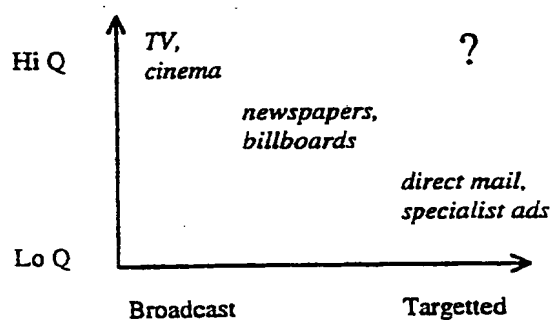 Hi Q
TV,
cinema
?
newspapers,
billboards
direct mail,
specialist ads
Lo Q
Broadcast
Targetted